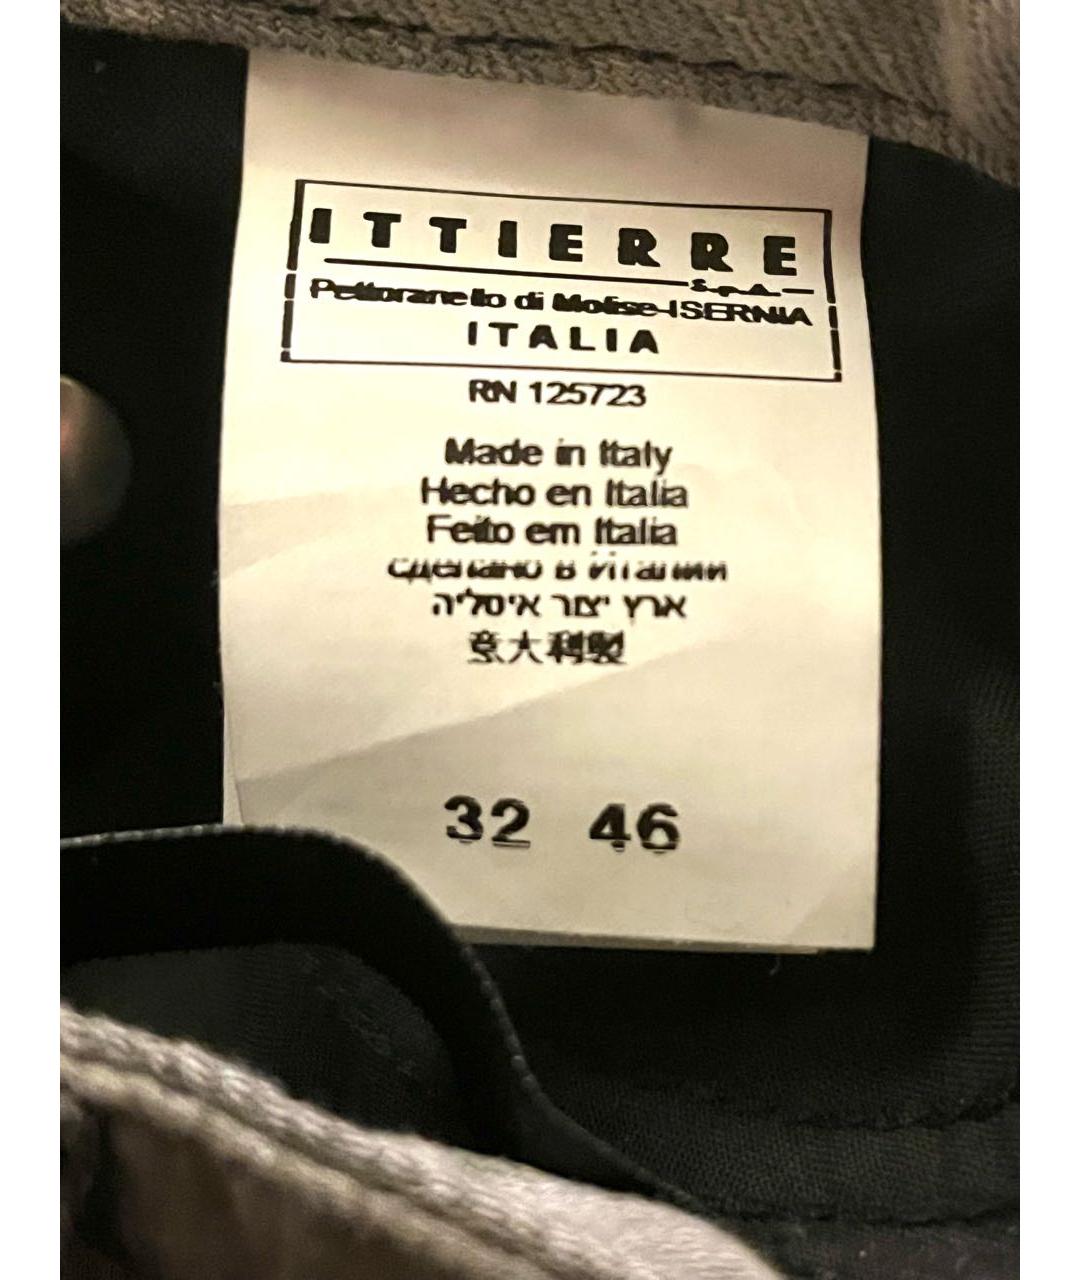 ITTIERRE
S.p.A.
Pettoranello di Molise-ISERNIA
ITALIA
RN 125723
Made in Italy
Hecho en Italia
Feito em Italia
Сделано в Италии
ארץ יצור איטליה
意大利製
32 46